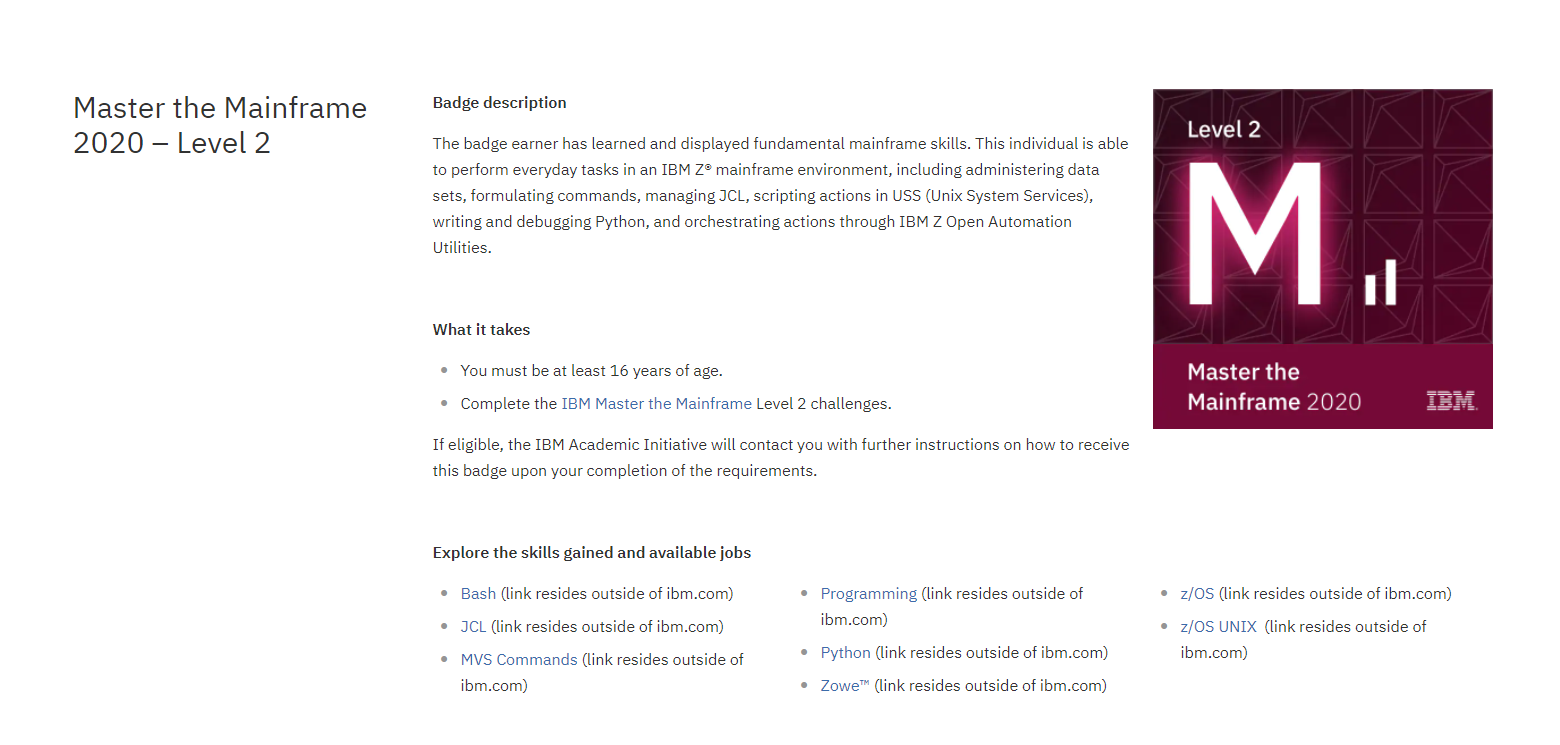 Master the Mainframe
2020 – Level 2
Badge description
The badge earner has learned and displayed fundamental mainframe skills. This individual is able
to perform everyday tasks in an IBM Z® mainframe environment, including administering data
sets, formulating commands, managing JCL, scripting actions in USS (Unix System Services),
writing and debugging Python, and orchestrating actions through IBM Z Open Automation
Utilities.
What it takes
• You must be at least 16 years of age.
• Complete the IBM Master the Mainframe Level 2 challenges.
If eligible, the IBM Academic Initiative will contact you with further instructions on how to receive
this badge upon your completion of the requirements.
Level 2
M
Master the
Mainframe 2020
IBM.
Explore the skills gained and available jobs
• Bash (link resides outside of ibm.com)
• JCL (link resides outside of ibm.com)
• MVS Commands (link resides outside of
ibm.com)
• Programming (link resides outside of
ibm.com)
• Python (link resides outside of ibm.com)
• Zowe™ (link resides outside of ibm.com)
• z/OS (link resides outside of ibm.com)
• z/OS UNIX (link resides outside of
ibm.com)